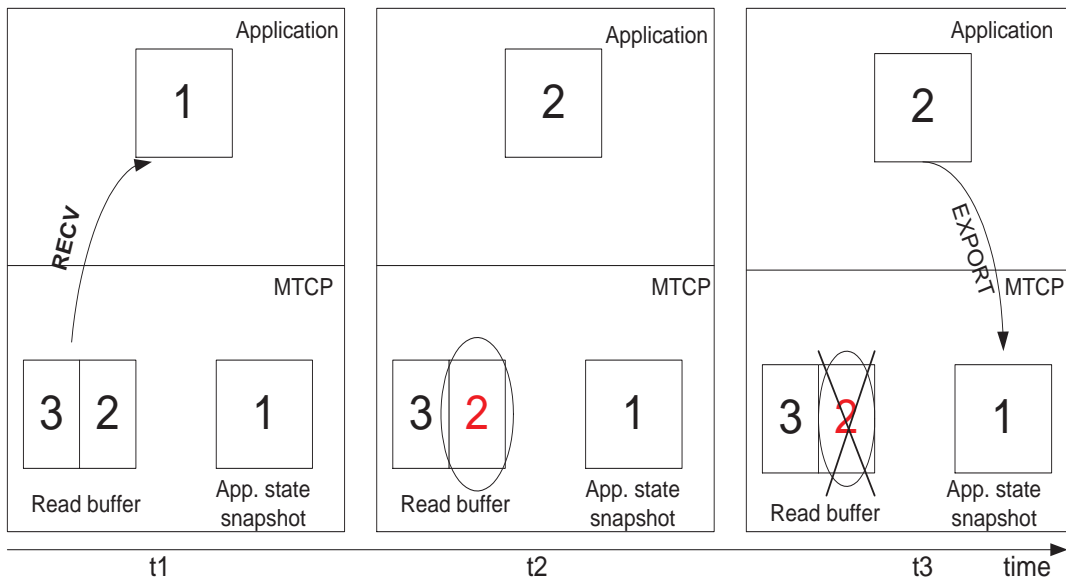 Application
1
RECV
MTCP
3 2
1
Read buffer
App. state
snapshot
t1
Application
2
MTCP
3 2
1
Read buffer
App. state
snapshot
t2
Application
2
EXPORT
MTCP
3 2
1
Read buffer
App. state
snapshot
t3
time